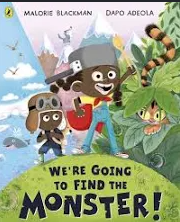 MALORIE BLACKMAN DAPO ADEOLA
WE'RE GOING
TO FIND THE
MONSTER!